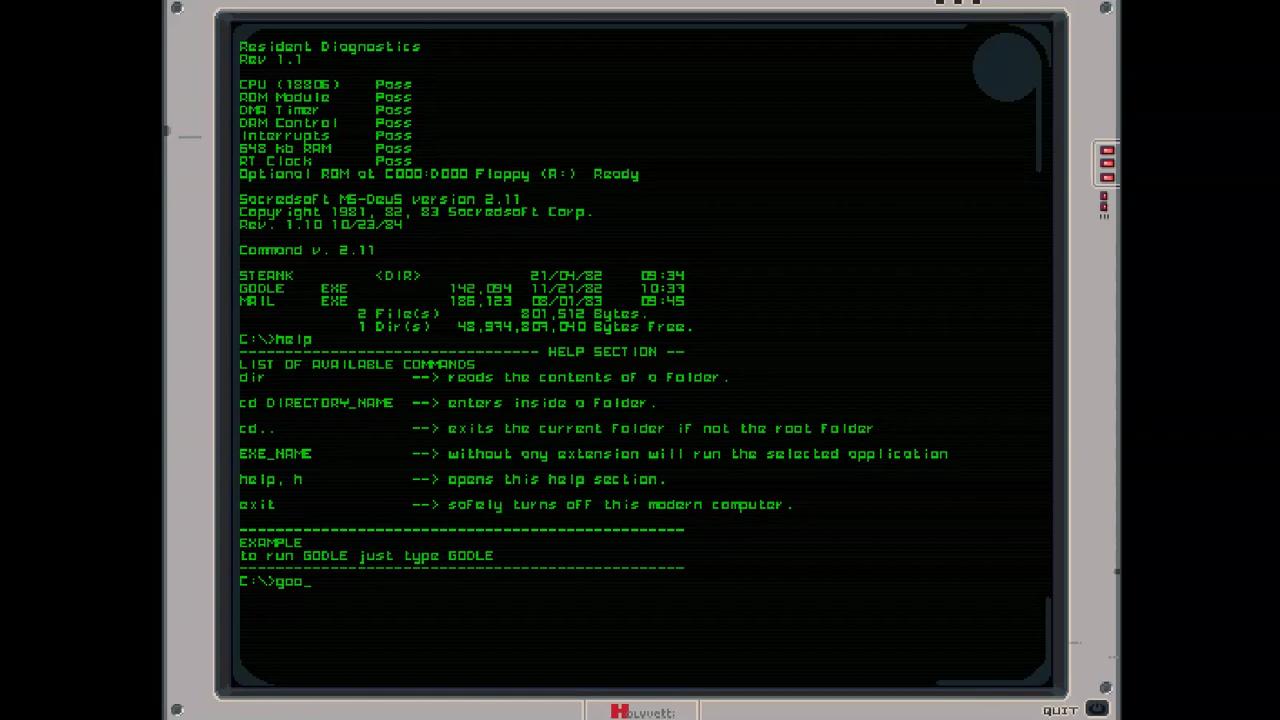 Resident Diagnostics
Rev 1.1
CPU (18806) Pass
ROM Module Pass
DMA Timer Pass
DAM Control Pass
Interrupts Pass
648 Kb RAM Pass
RT Clock Pass
Optional ROM at C000:D000 Floppy (A:) Ready
Sacredsoft MS-DeuS version 2.11
Copyright 1981, 82, 83 Sacredsoft Corp.
Rev. 1.10 10/23/84
Command v. 2.11
STEANK <DIR> 21/04/82 09:34
GODLE EXE 142,094 11/21/82 10:37
MAIL EXE 186,123 08/01/83 09:45
2 File(s) 801,512 Bytes.
1 Dir(s) 48,974,807,040 Bytes Free.
C:\>help
--------------------------------- HELP SECTION --
LIST OF AVAILABLE COMMANDS
dir --> reads the contents of a folder.
cd DIRECTORY_NAME --> enters inside a folder.
cd.. --> exits the current folder if not the root folder
EXE_NAME --> without any extension will run the selected application
help, h --> opens this help section.
exit --> safely turns off this modern computer.
-------------------------------------------------
EXAMPLE
to run GODLE just type GODLE
-------------------------------------------------
C:\>goo_
Holyvetti
QUIT